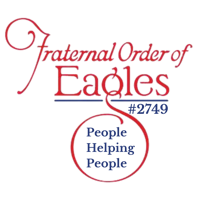 Fraternal Order of
Eagles
#2749
People
Helping
People